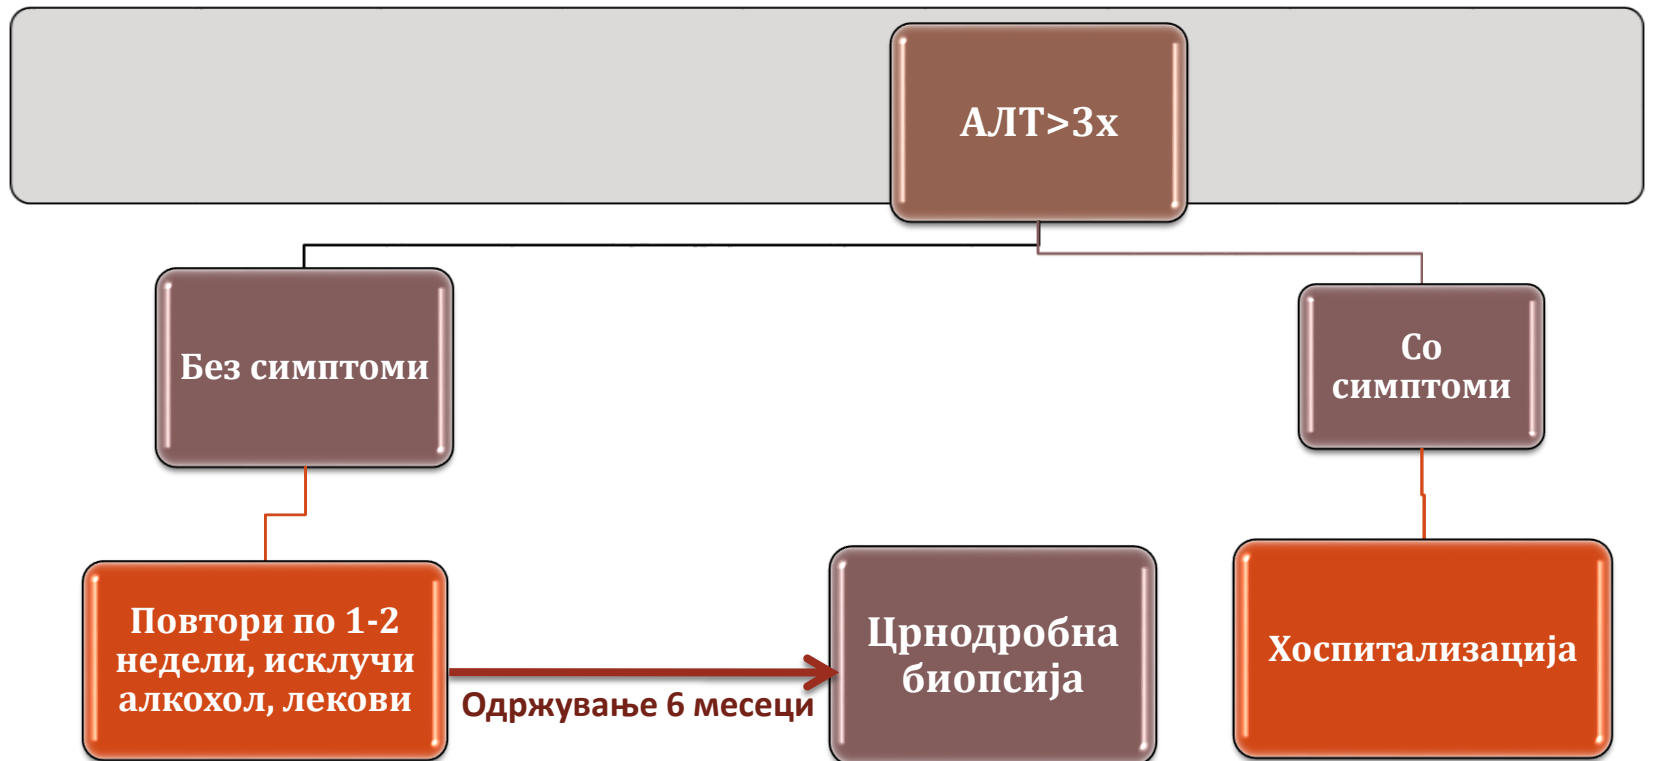 АЛТ>3x
Без симптоми
Со
симптоми
Повтори по 1-2
недели, исклучи
алкохол, лекови
Одржување 6 месеци
Црнодробна
биопсија
Хоспитализација